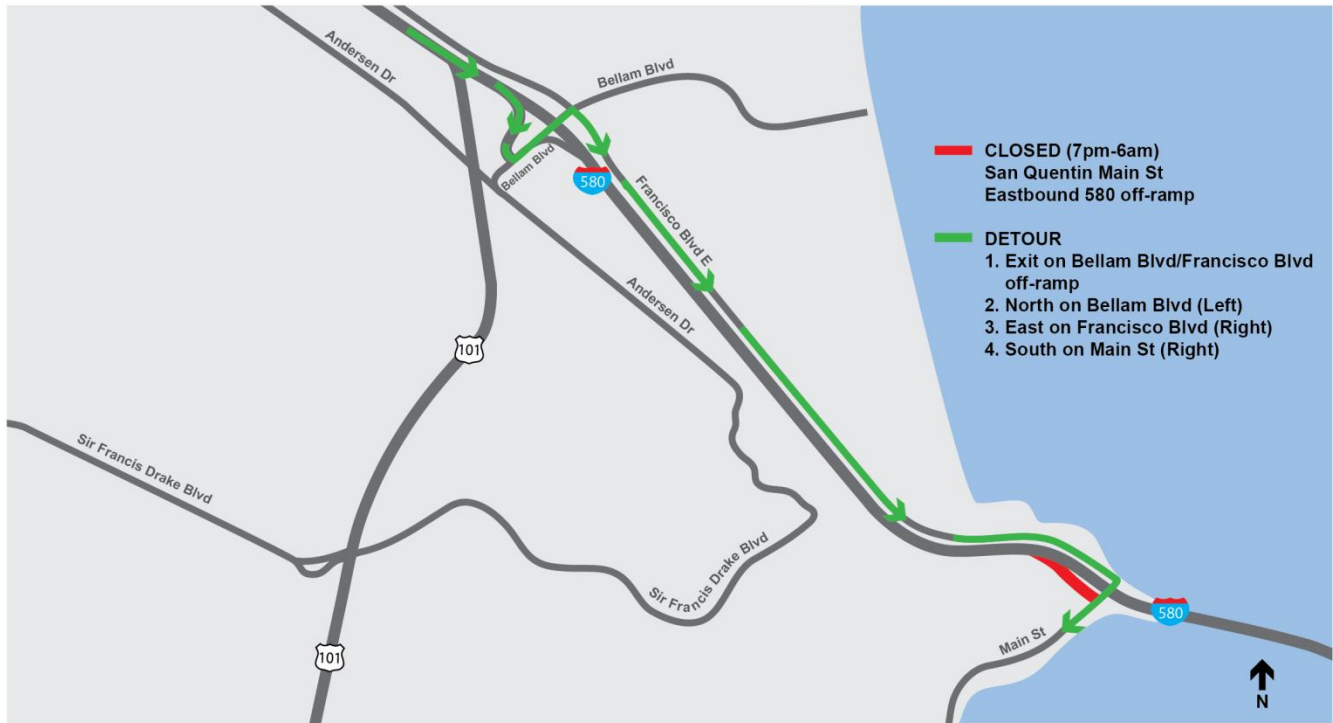 Andersen Dr
Bellam Blvd
Bellam Blvd
580
Francisco Blvd E
Andersen Dr
101
Sir Francis Drake Blvd
Sir Francis Drake Blvd
101
Main St
580
CLOSED (7pm-6am)
San Quentin Main St
Eastbound 580 off-ramp
DETOUR
1. Exit on Bellam Blvd/Francisco Blvd
off-ramp
2. North on Bellam Blvd (Left)
3. East on Francisco Blvd (Right)
4. South on Main St (Right)
N